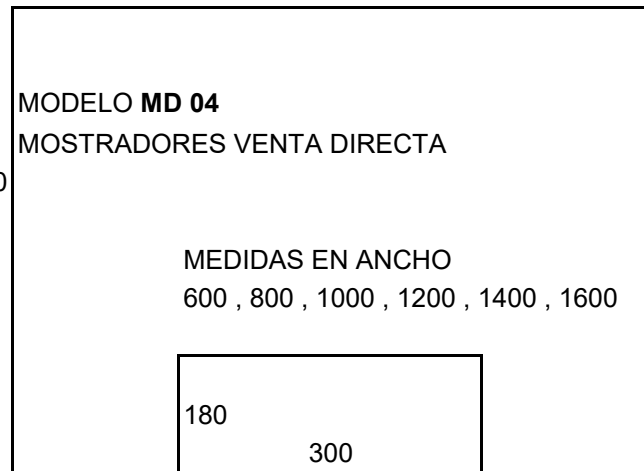 MODELO MD 04
MOSTRADORES VENTA DIRECTA
MEDIDAS EN ANCHO
600 , 800 , 1000 , 1200 , 1400 , 1600
180
300